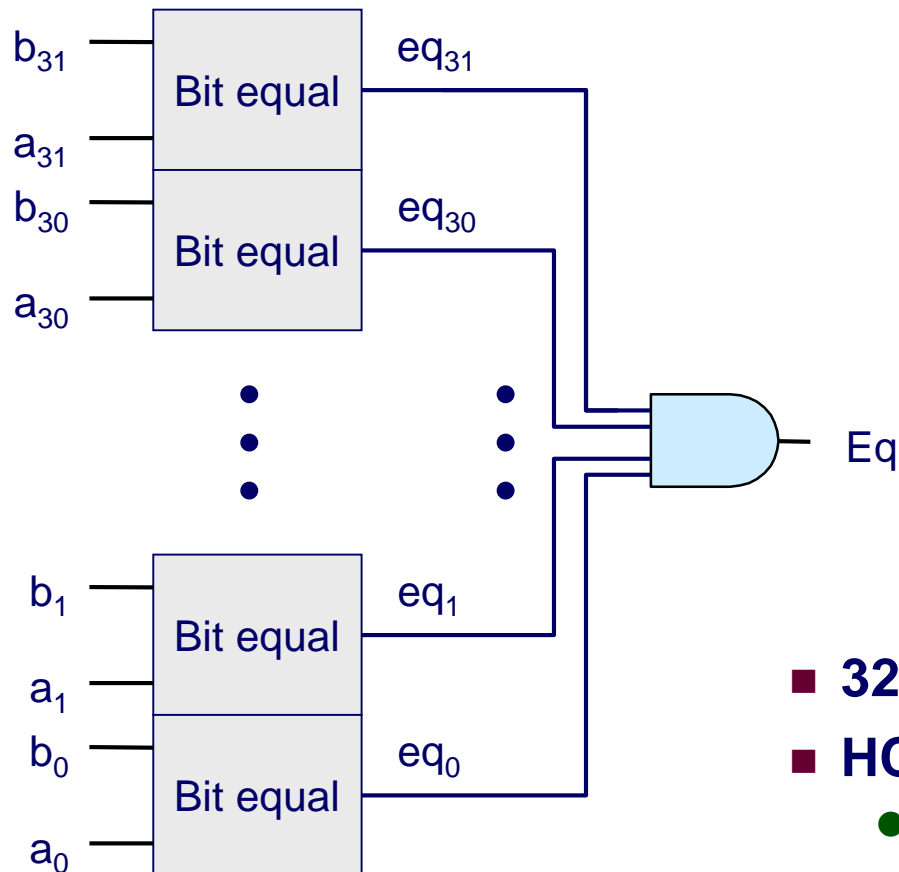 b₃₁
eq₃₁
Bit equal
a₃₁
b₃₀
eq₃₀
Bit equal
a₃₀
Eq
b₁
eq₁
Bit equal
a₁
b₀
eq₀
Bit equal
a₀
32